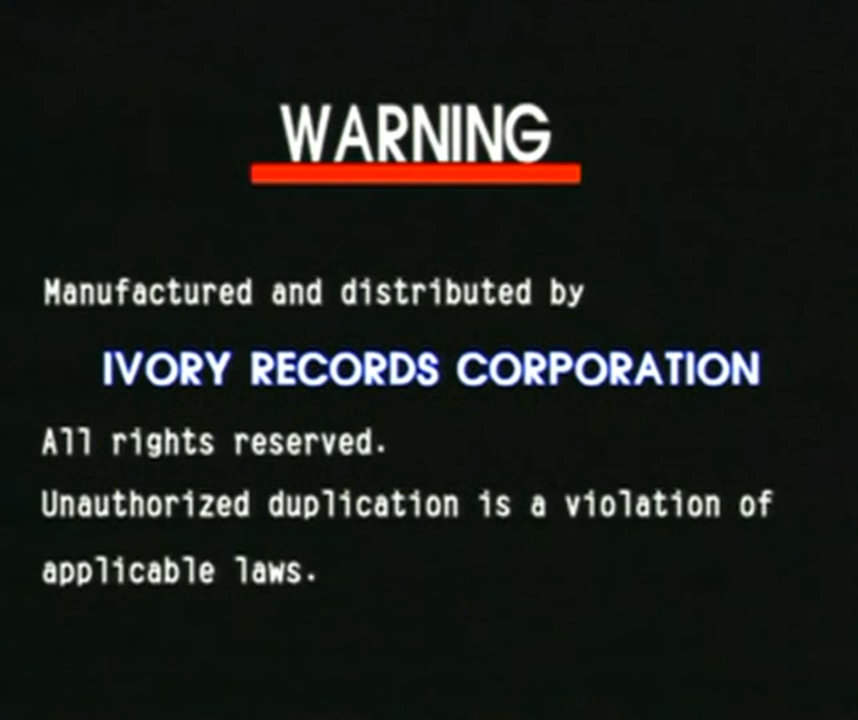 WARNING
Manufactured and distributed by
IVORY RECORDS CORPORATION
All rights reserved.
Unauthorized duplication is a violation of
applicable laws.